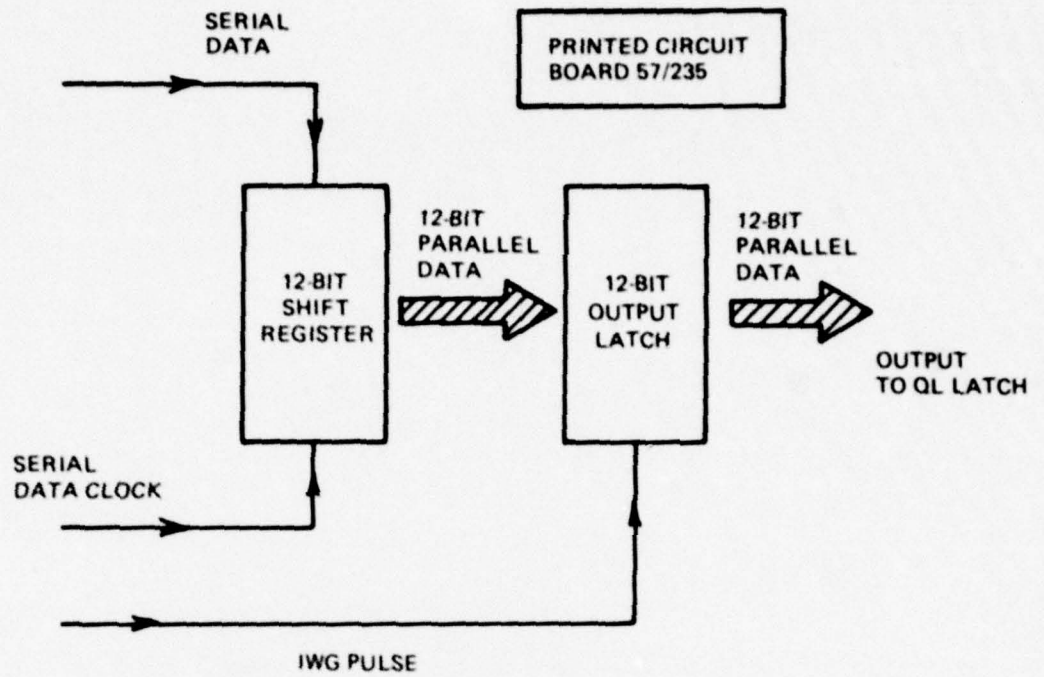 SERIAL
DATA
PRINTED CIRCUIT
BOARD 57/235
12-BIT
SHIFT
REGISTER
12-BIT
PARALLEL
DATA
12-BIT
OUTPUT
LATCH
12-BIT
PARALLEL
DATA
OUTPUT
TO QL LATCH
SERIAL
DATA CLOCK
IWG PULSE